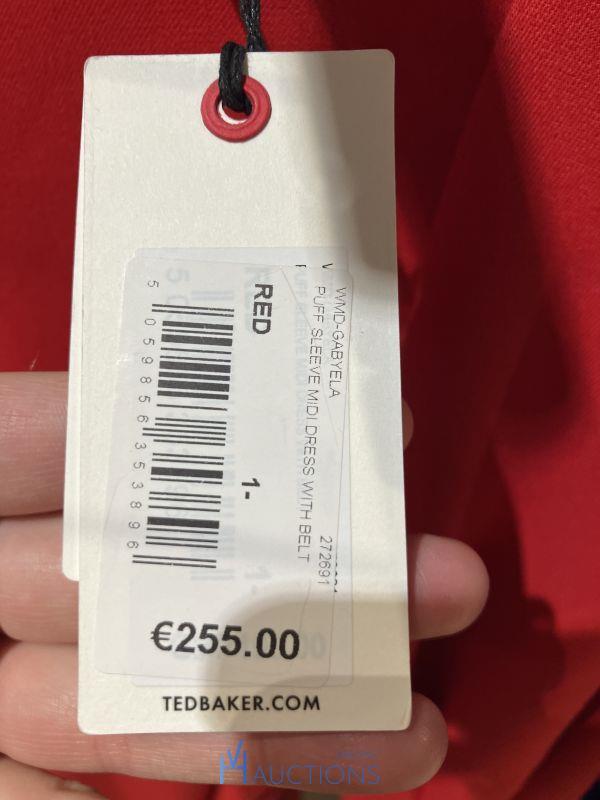 WMD-GABYELA
PUFF SLEEVE MIDI DRESS WITH BELT
272691
RED
1-
5 059856 353896
€255.00
TEDBAKER.COM
AUCTIONS